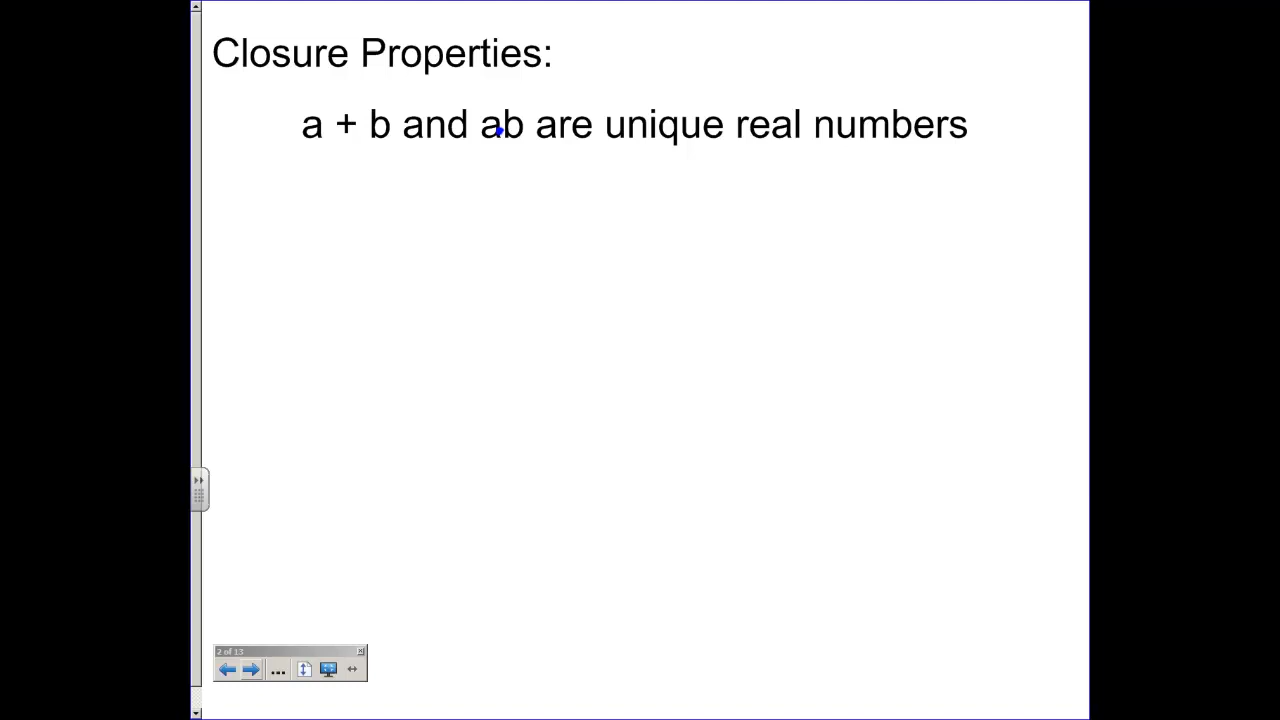 Closure Properties:
a + b and ab are unique real numbers
2 of 13